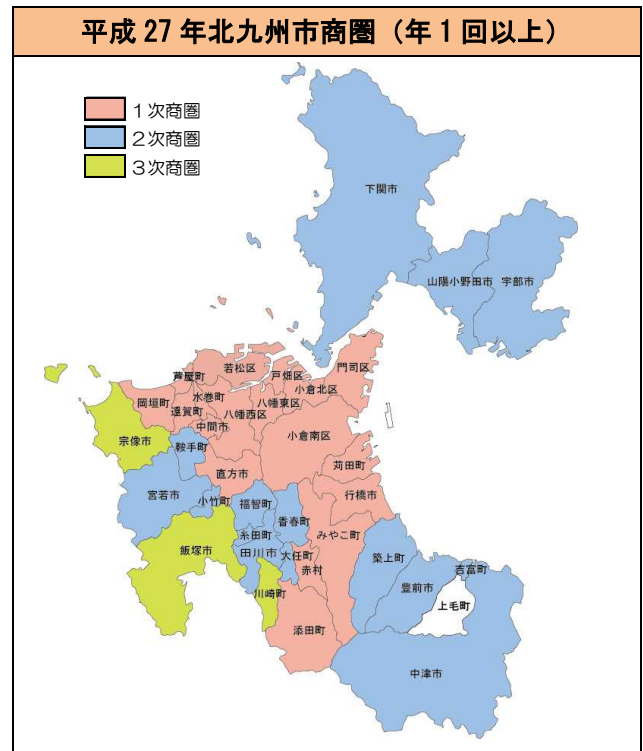 平成27年北九州市商圏（年1回以上）
1次商圏
2次商圏
3次商圏
下関市
山陽小野田市
宇部市
門司区
若松区
戸畑区
芦屋町
小倉北区
水巻町
岡垣町
八幡東区
遠賀町
八幡西区
中間市
小倉南区
宗像市
鞍手町
苅田町
直方市
宮若市
小竹町
行橋市
福智町
香春町
糸田町
みやこ町
飯塚市
田川市
大任町
赤村
築上町
吉富町
豊前市
川崎町
上毛町
添田町
中津市